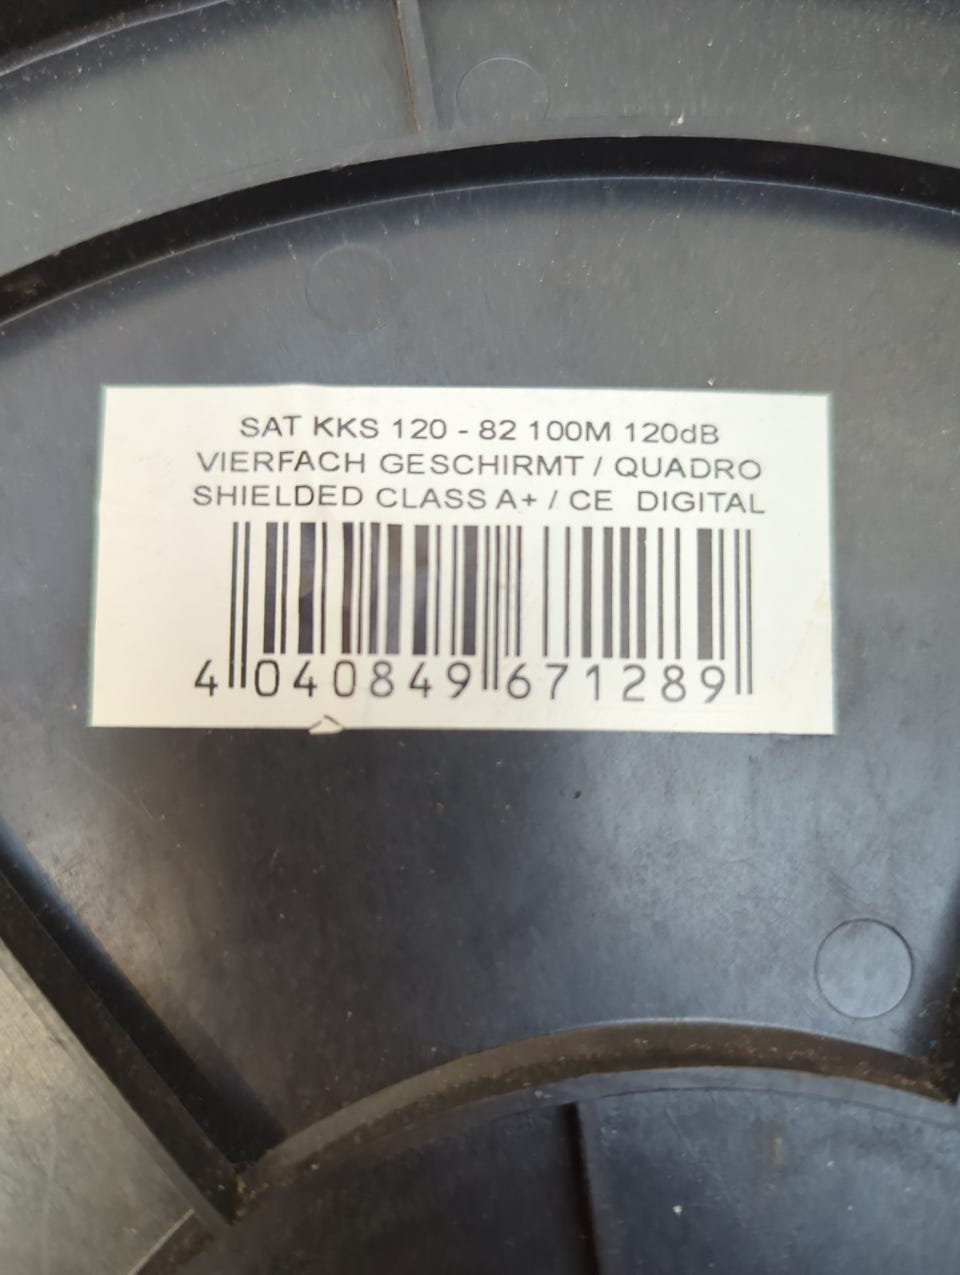 SAT KKS 120 - 82 100M 120dB
VIERFACH GESCHIRMT / QUADRO
SHIELDED CLASS A+ / CE DIGITAL
4 040849 671289